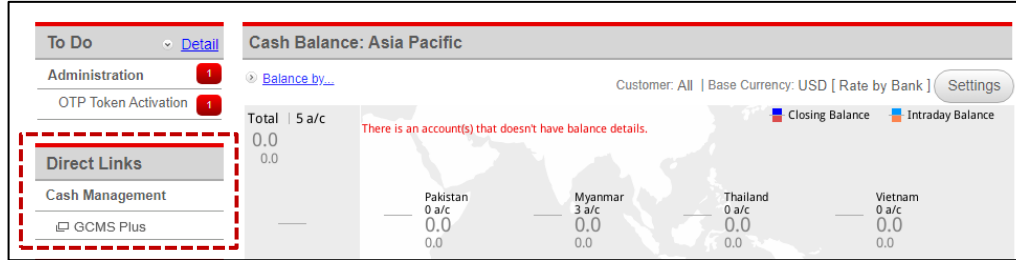 To Do Detail
Administration 1
OTP Token Activation 1
Direct Links
Cash Management
GCMS Plus
Cash Balance: Asia Pacific
Balance by...
Customer: All | Base Currency: USD [ Rate by Bank ] Settings
Total | 5 a/c
0.0
0.0
There is an account(s) that doesn't have balance details.
Closing Balance Intraday Balance
Pakistan
0 a/c
0.0
0.0
Myanmar
3 a/c
0.0
0.0
Thailand
0 a/c
0.0
0.0
Vietnam
0 a/c
0.0
0.0